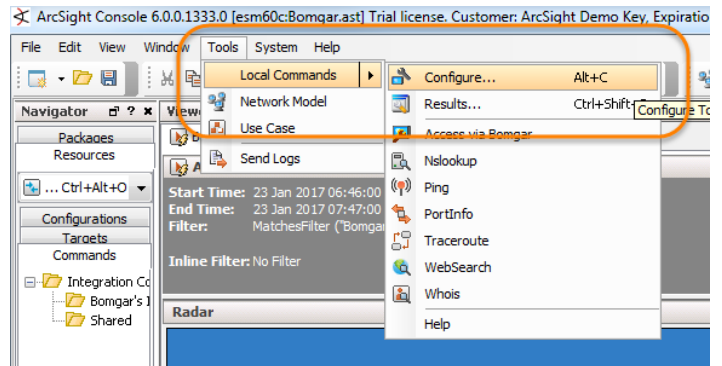 ArcSight Console 6.0.0.1333.0 [esm60c:Bomgar.ast] Trial license. Customer: ArcSight Demo Key, Expiratio
File Edit View Window Tools System Help
Local Commands
Configure... Alt+C
Navigator
Network Model
Results... Ctrl+Shift+
Configure To
Packages
Use Case
Access via Bomgar
Resources
Send Logs
Nslookup
... Ctrl+Alt+O
Start Time: 23 Jan 2017 06:46:00
Ping
End Time: 23 Jan 2017 07:47:00
Configurations
Filter: MatchesFilter ("Bomgar
PortInfo
Targets
Traceroute
Commands
Inline Filter: No Filter
WebSearch
Integration Co
Whois
Bomgar's I
Shared
Radar
Help